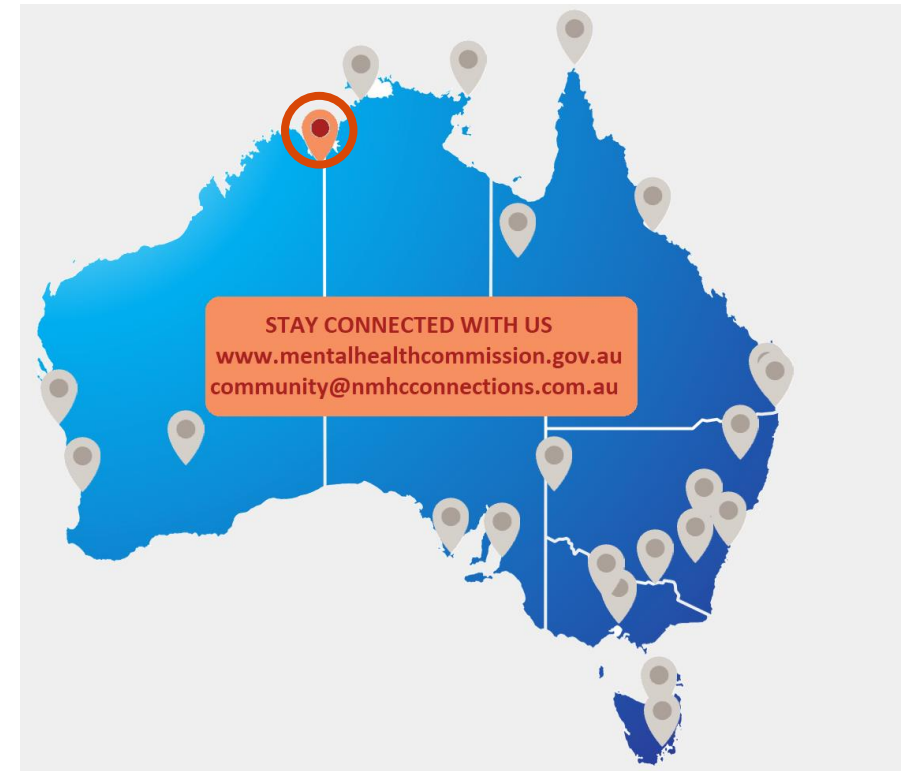 STAY CONNECTED WITH US
www.mentalhealthcommission.gov.au
community@nmhcconnections.com.au